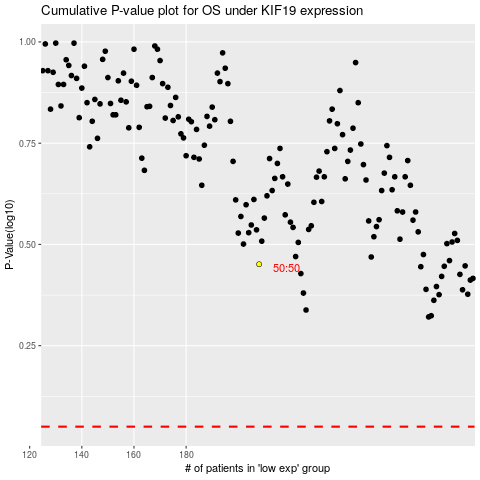 Cumulative P-value plot for OS under KIF19 expression
1.00
0.75
0.50
0.25
P-Value(log10)
50:50
120 140 160 180
# of patients in 'low exp' group